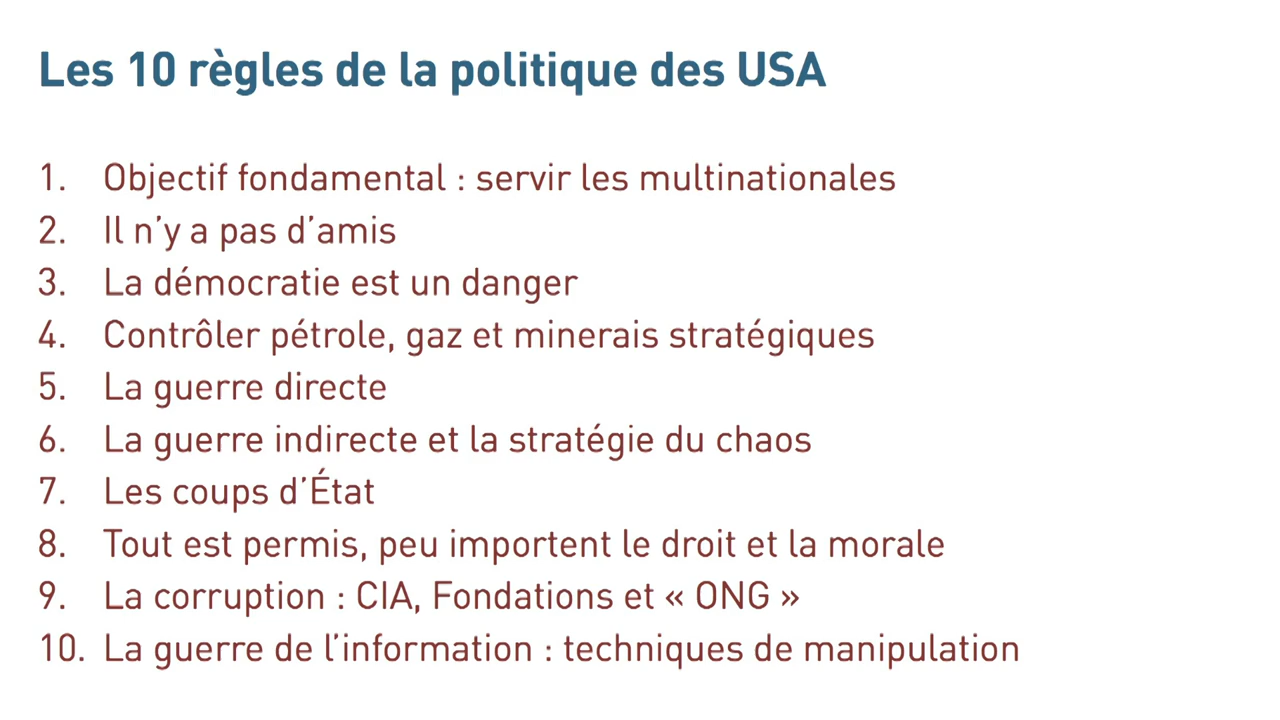 Les 10 règles de la politique des USA
1. Objectif fondamental : servir les multinationales
2. Il n’y a pas d’amis
3. La démocratie est un danger
4. Contrôler pétrole, gaz et minerais stratégiques
5. La guerre directe
6. La guerre indirecte et la stratégie du chaos
7. Les coups d’État
8. Tout est permis, peu importent le droit et la morale
9. La corruption : CIA, Fondations et « ONG »
10. La guerre de l’information : techniques de manipulation